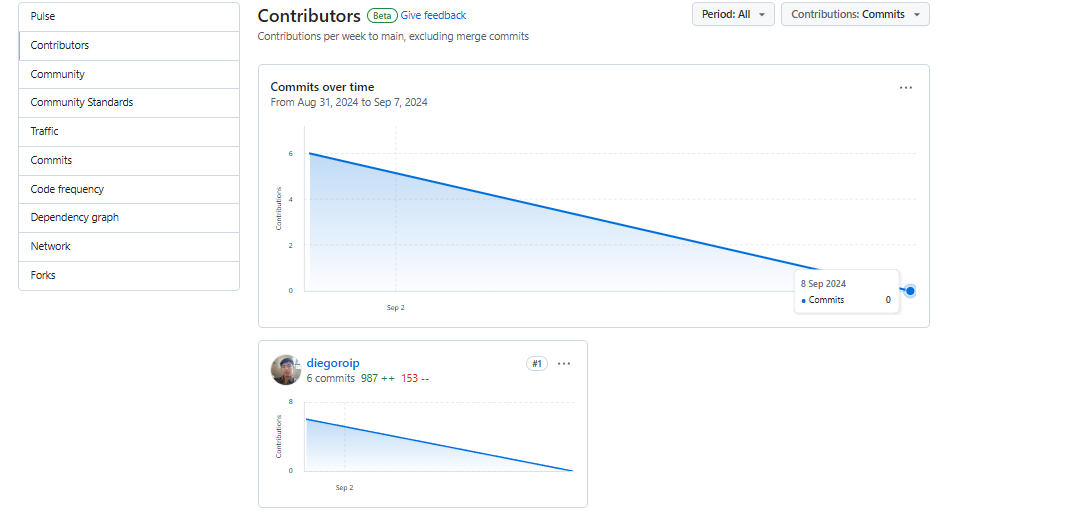 Pulse
Contributors
Community
Community Standards
Traffic
Commits
Code frequency
Dependency graph
Network
Forks
Contributors Beta Give feedback
Period: All
Contributions: Commits
Contributions per week to main, excluding merge commits
Commits over time
From Aug 31, 2024 to Sep 7, 2024
Contributions
6
4
2
0
Sep 2
8 Sep 2024
Commits 0
diegoroip
#1
6 commits 987 ++ 153 --
Contributions
8
0
Sep 2